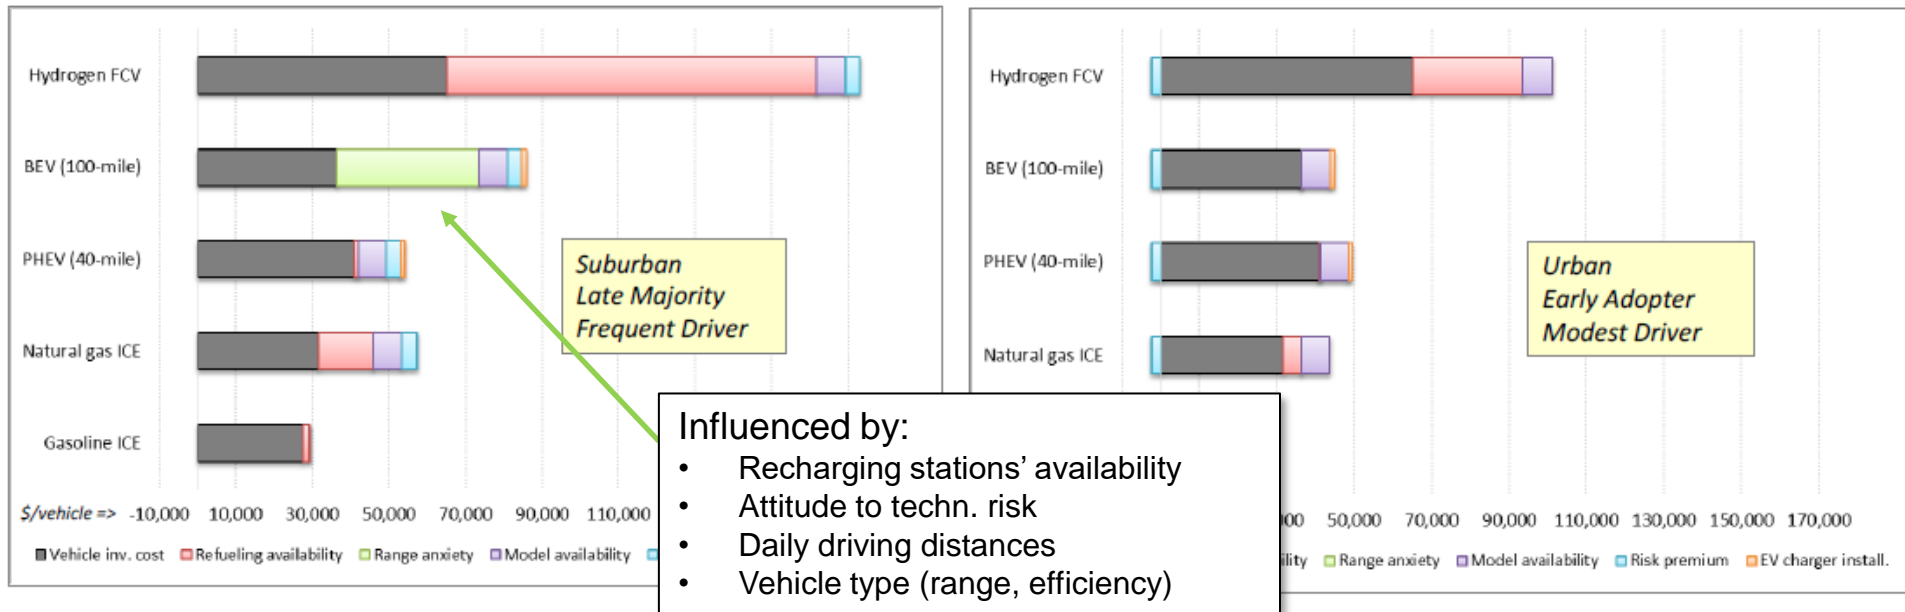 Hydrogen FCV
BEV (100-mile)
PHEV (40-mile)
Natural gas ICE
Gasoline ICE
Suburban
Late Majority
Frequent Driver
$/vehicle => -10,000 10,000 30,000 50,000 70,000 90,000 110,000
Vehicle inv. cost Refueling availability Range anxiety Model availability
Influenced by:
• Recharging stations’ availability
• Attitude to techn. risk
• Daily driving distances
• Vehicle type (range, efficiency)
Hydrogen FCV
BEV (100-mile)
PHEV (40-mile)
Natural gas ICE
Urban
Early Adopter
Modest Driver
50,000 70,000 90,000 110,000 130,000 150,000 170,000
Range anxiety Model availability Risk premium EV charger install.